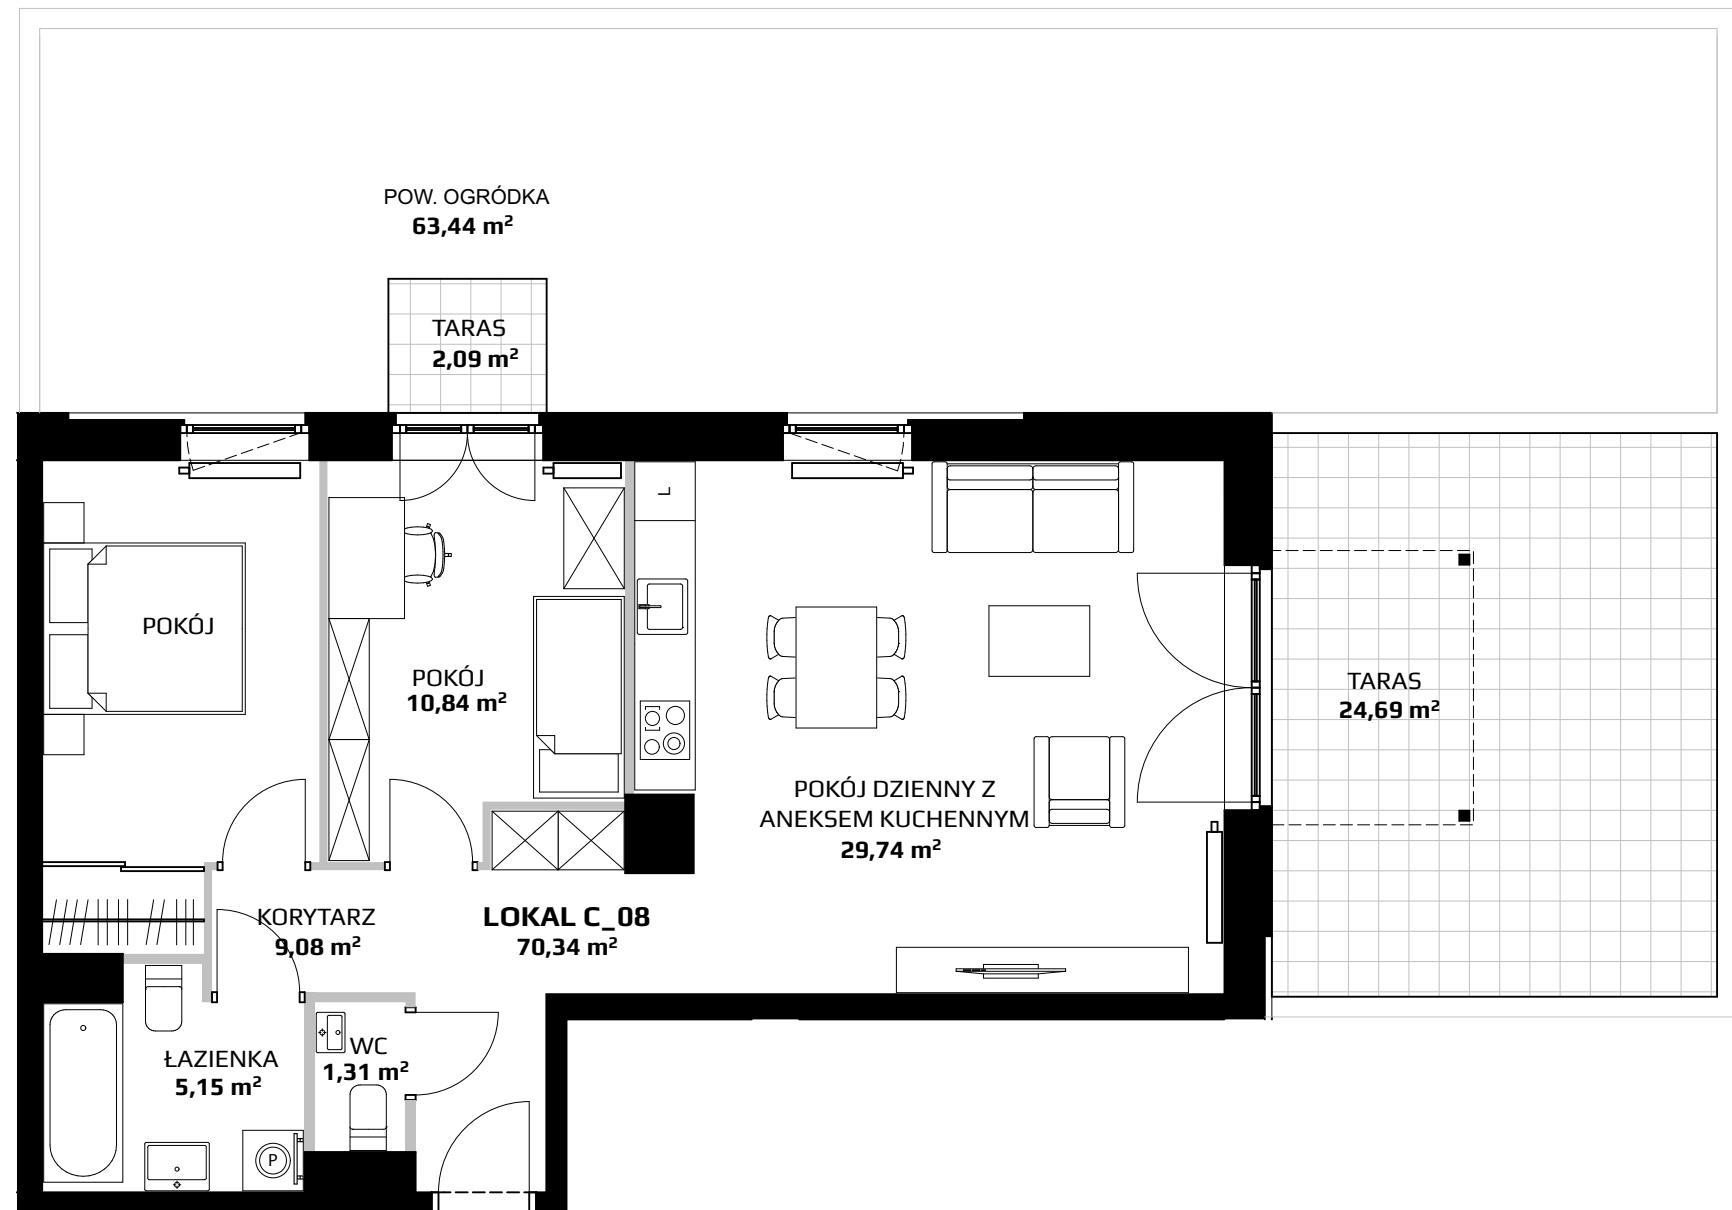 POW. OGRÓDKA
63,44 m²
TARAS
2,09 m²
L
POKÓJ
POKÓJ
10,84 m²
TARAS
24,69 m²
POKÓJ DZIENNY Z
ANEKSEM KUCHENNYM
29,74 m²
KORYTARZ
9,08 m²
LOKAL C_08
70,34 m²
ŁAZIENKA
5,15 m²
WC
1,31 m²
P